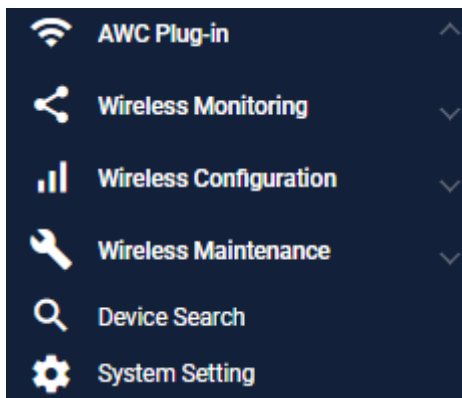 AWC Plug-in
Wireless Monitoring
Wireless Configuration
Wireless Maintenance
Device Search
System Setting